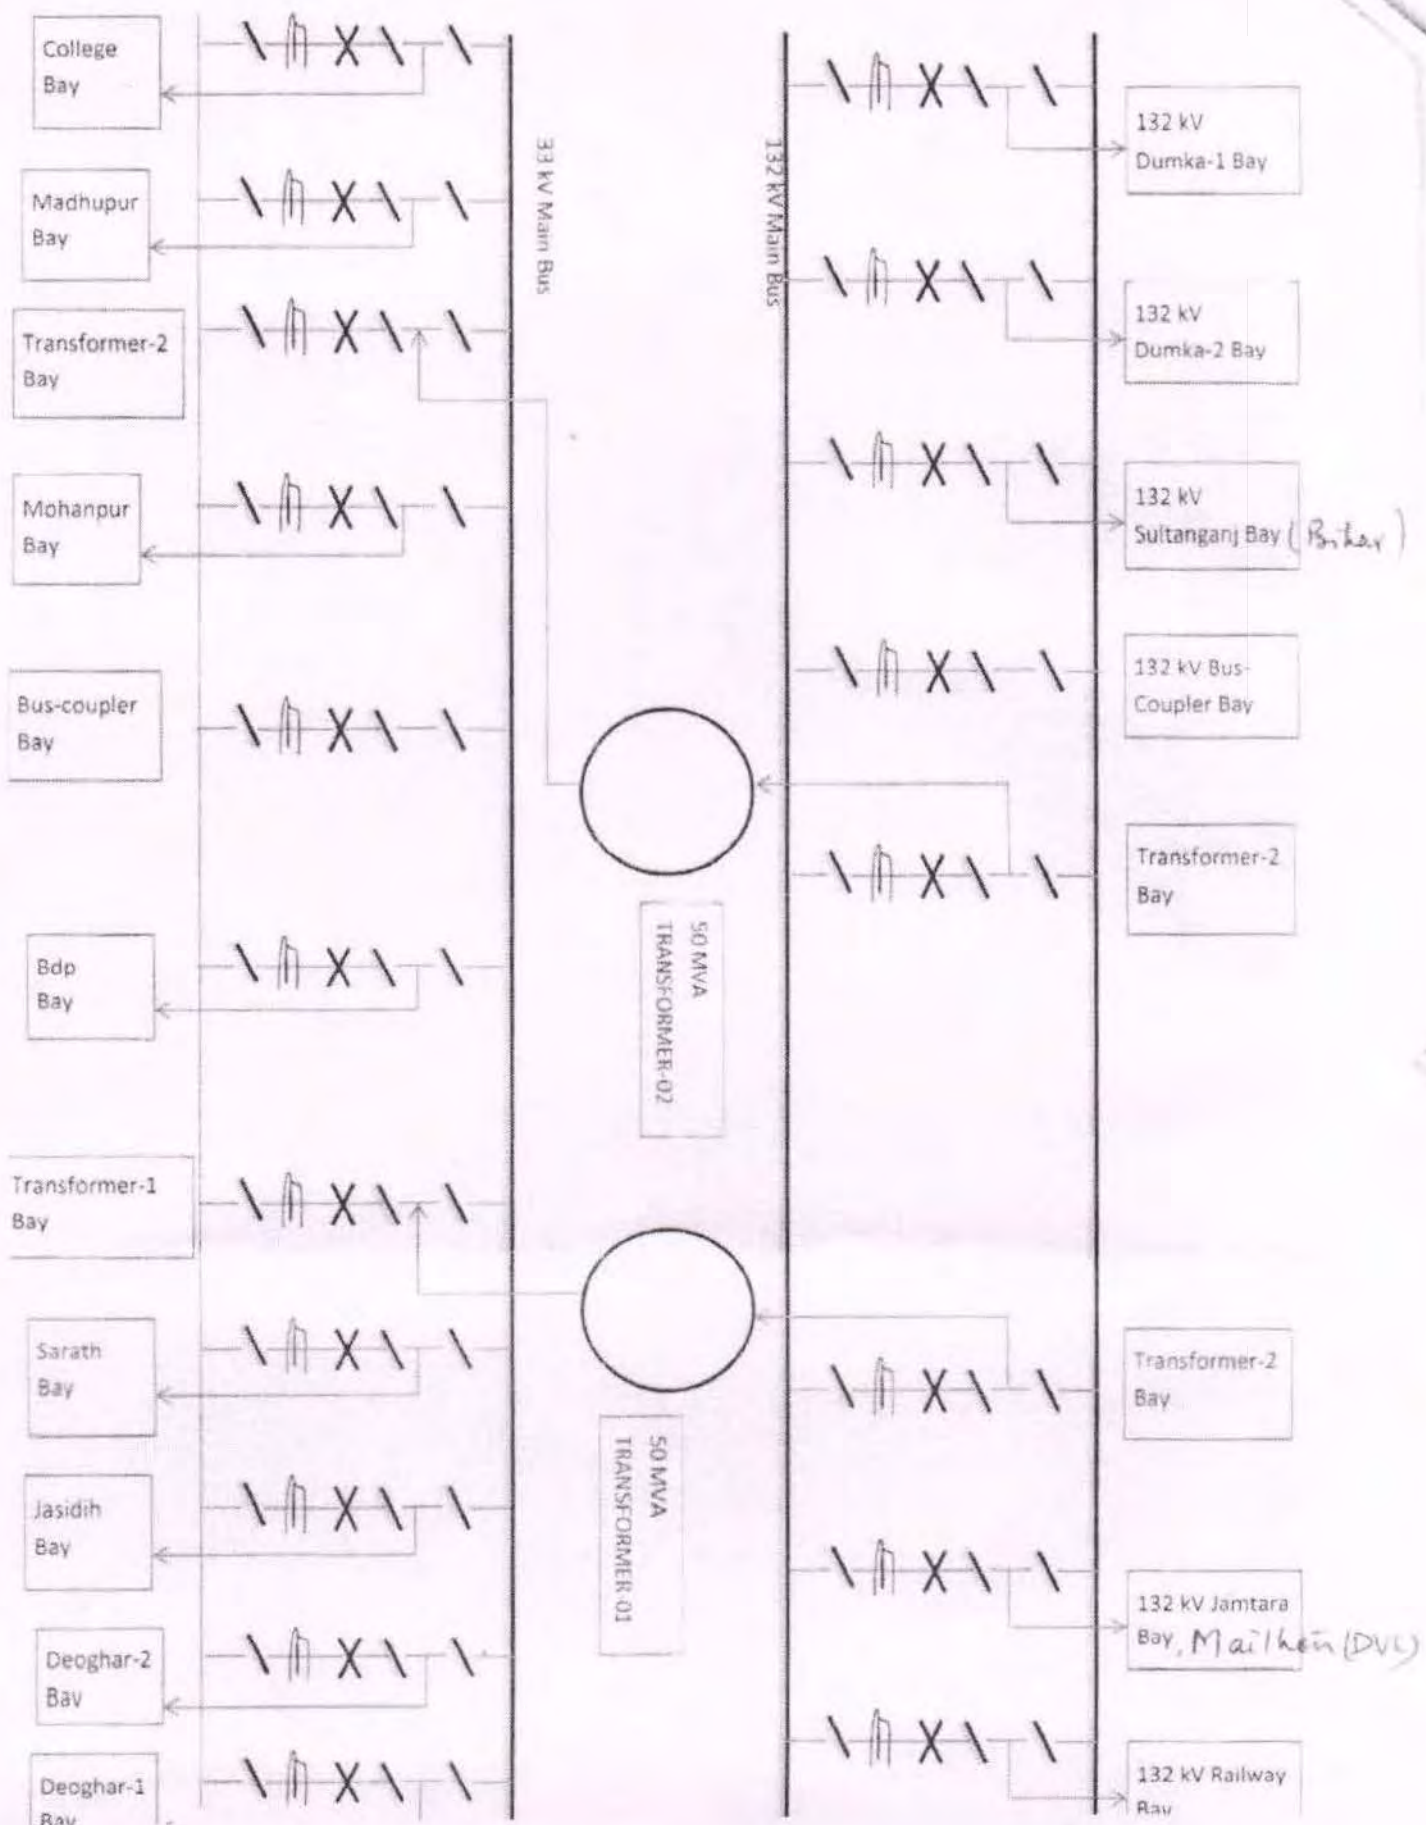 College
Bay
Madhupur
Bay
Transformer-2
Bay
Mohanpur
Bay
Bus-coupler
Bay
Bdp
Bay
Transformer-1
Bay
Sarath
Bay
Jasidih
Bay
Deoghar-2
Bay
Deoghar-1
Bay
33 kV Main Bus
50 MVA
TRANSFORMER-02
50 MVA
TRANSFORMER-01
132 kV Main Bus
132 kV
Dumka-1 Bay
132 kV
Dumka-2 Bay
132 kV
Sultanganj Bay (Bihar)
132 kV Bus-
Coupler Bay
Transformer-2
Bay
Transformer-2
Bay
132 kV Jamtara
Bay, Maithon (DVC)
132 kV Railway
Bay